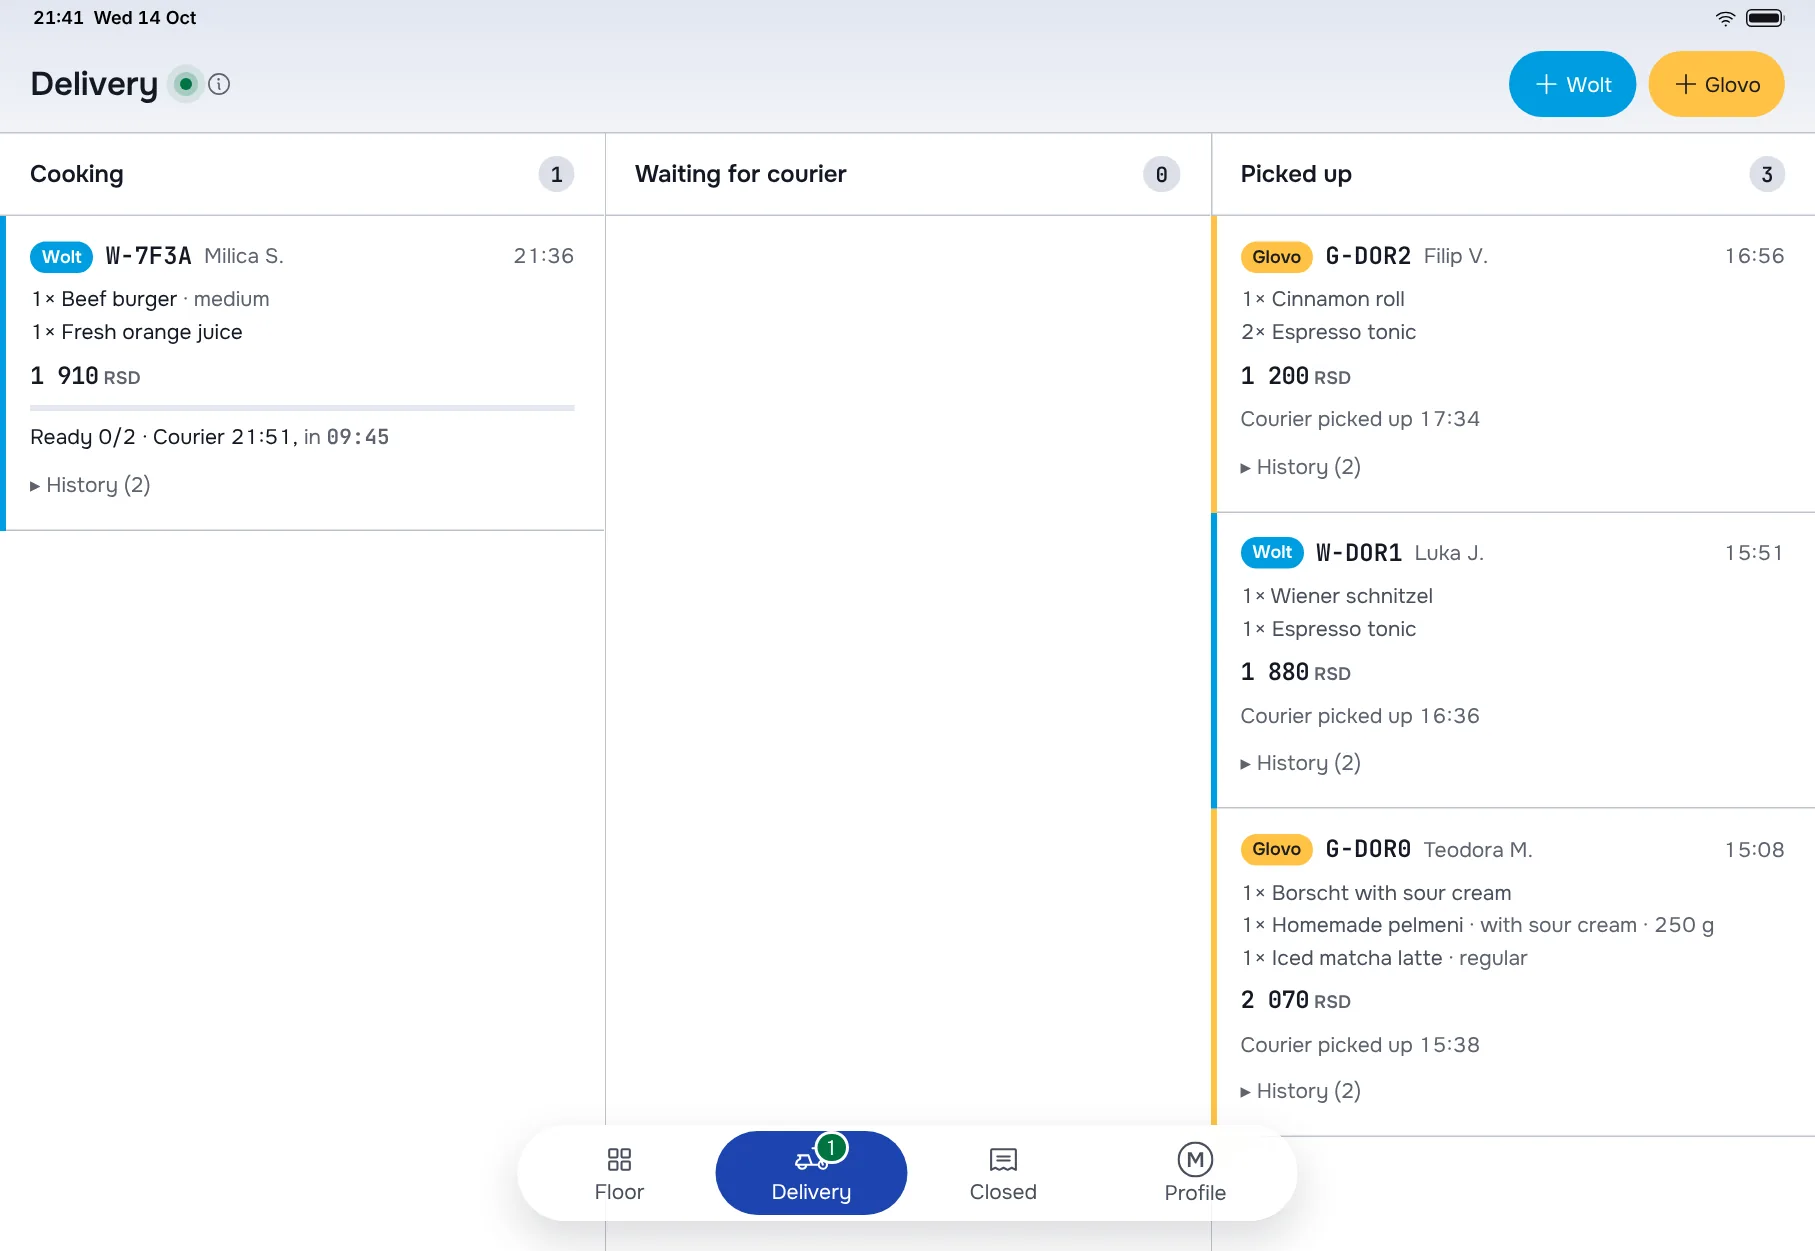 21:41 Wed 14 Oct
Delivery
+ Wolt
+ Glovo
Cooking 1
Wolt W-7F3A Milica S. 21:36
1× Beef burger · medium
1× Fresh orange juice
1 910 RSD
Ready 0/2 · Courier 21:51, in 09:45
▸ History (2)
Waiting for courier 0
Picked up 3
Glovo G-DOR2 Filip V. 16:56
1× Cinnamon roll
2× Espresso tonic
1 200 RSD
Courier picked up 17:34
▸ History (2)
Wolt W-DOR1 Luka J. 15:51
1× Wiener schnitzel
1× Espresso tonic
1 880 RSD
Courier picked up 16:36
▸ History (2)
Glovo G-DOR0 Teodora M. 15:08
1× Borscht with sour cream
1× Homemade pelmeni · with sour cream · 250 g
1× Iced matcha latte · regular
2 070 RSD
Courier picked up 15:38
▸ History (2)
Floor
1
Delivery
Closed
M
Profile